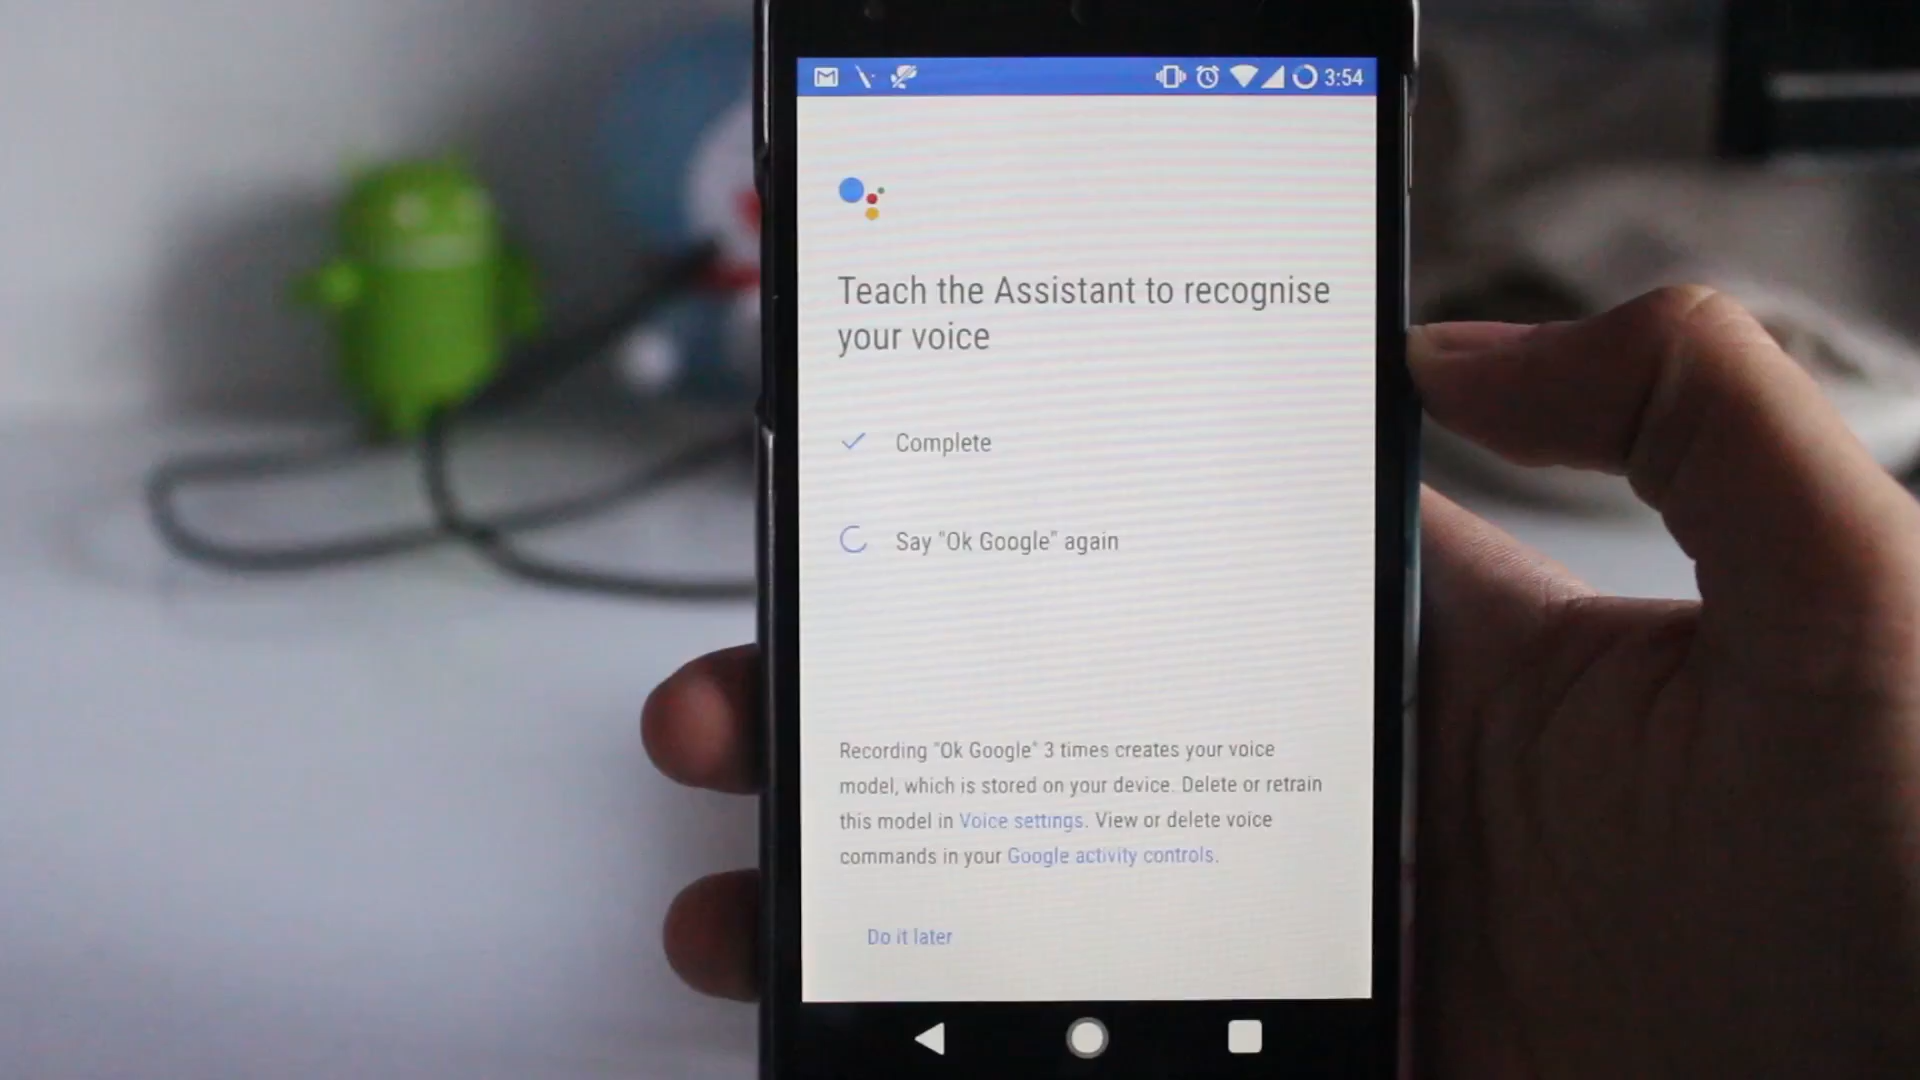 3:54
Teach the Assistant to recognise
your voice
Complete
Say "Ok Google" again
Recording "Ok Google" 3 times creates your voice
model, which is stored on your device. Delete or retrain
this model in Voice settings. View or delete voice
commands in your Google activity controls.
Do it later